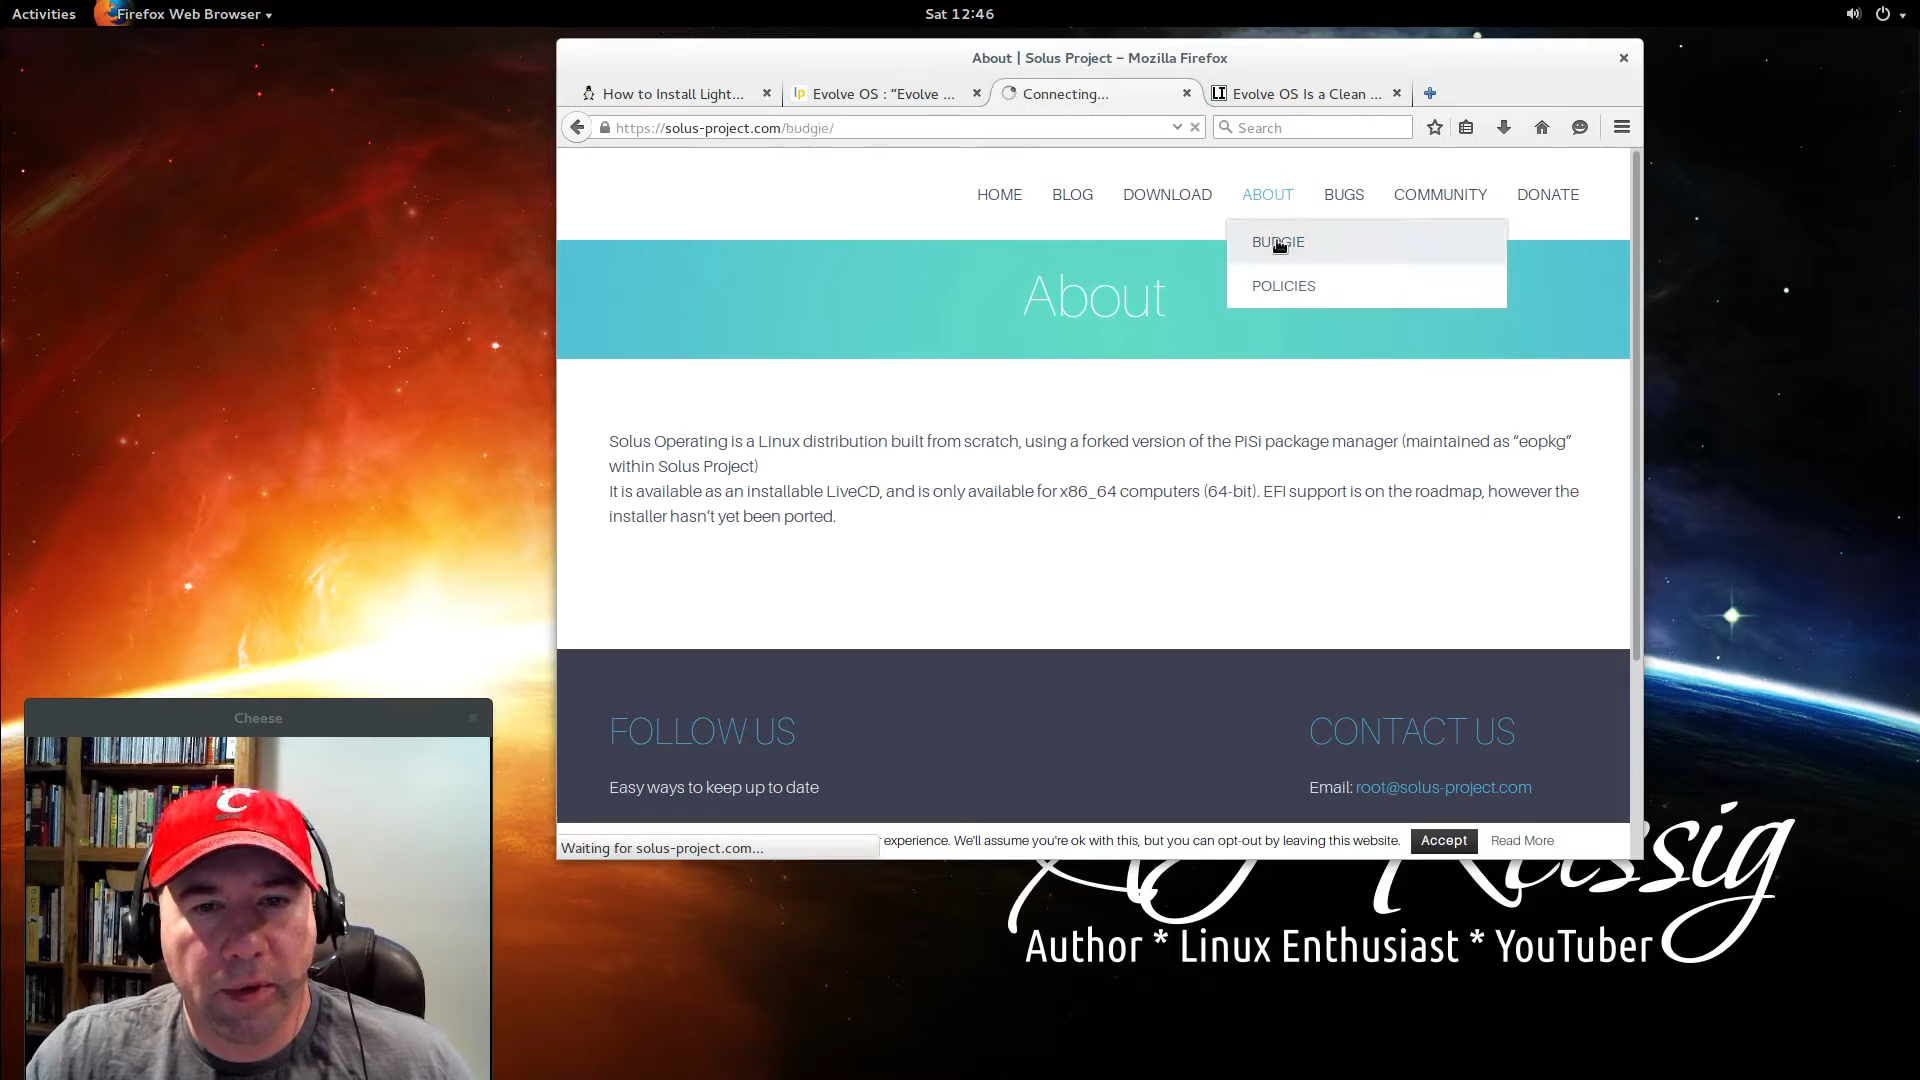 Activities
Firefox Web Browser
Sat 12:46
About | Solus Project – Mozilla Firefox
How to Install Light...
lp
Evolve OS : “Evolve ...
Connecting...
LI
Evolve OS Is a Clean ...
https://solus-project.com/budgie/
Search
HOME
BLOG
DOWNLOAD
ABOUT
BUGS
COMMUNITY
DONATE
BUDGIE
POLICIES
About
Solus Operating is a Linux distribution built from scratch, using a forked version of the PiSi package manager (maintained as “eopkg”
within Solus Project)
It is available as an installable LiveCD, and is only available for x86_64 computers (64-bit). EFI support is on the roadmap, however the
installer hasn’t yet been ported.
FOLLOW US
CONTACT US
Easy ways to keep up to date
Email: root@solus-project.com
experience. We'll assume you're ok with this, but you can opt-out by leaving this website.
Accept
Read More
Waiting for solus-project.com...
Cheese
C
Author * Linux Enthusiast * YouTuber